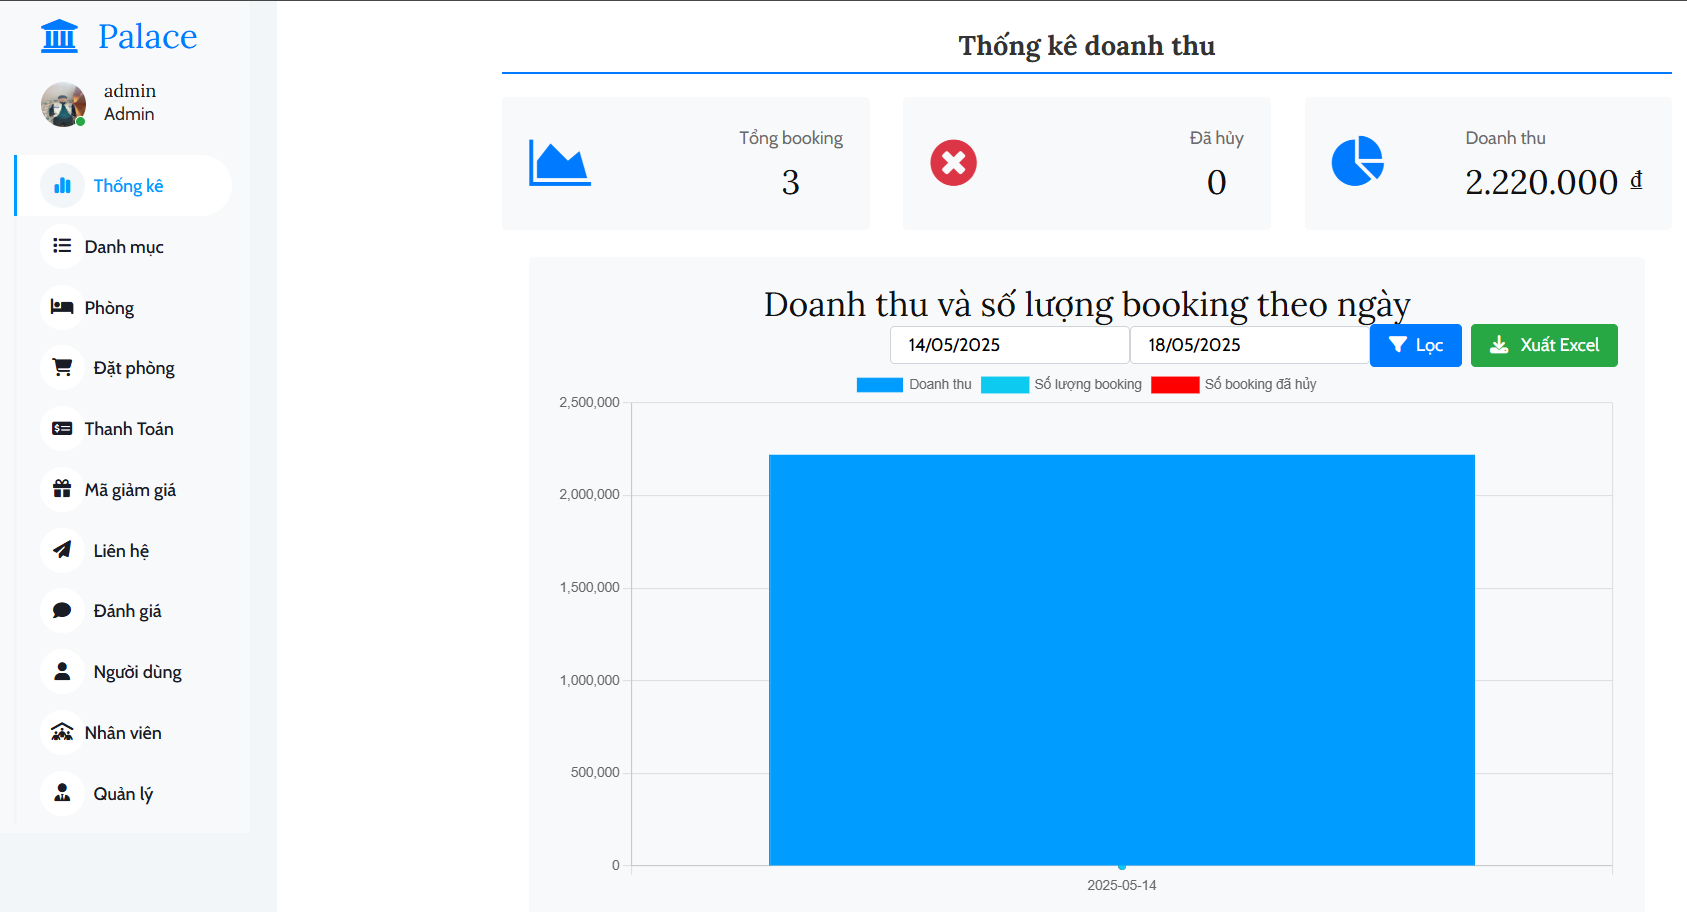 Palace
admin
Admin
Thống kê
Danh mục
Phòng
Đặt phòng
Thanh Toán
Mã giảm giá
Liên hệ
Đánh giá
Người dùng
Nhân viên
Quản lý
Thống kê doanh thu
Tổng booking
3
Đã hủy
0
Doanh thu
2.220.000 ₫
Doanh thu và số lượng booking theo ngày
14/05/2025 18/05/2025 Lọc Xuất Excel
Doanh thu Số lượng booking Số booking đã hủy
2,500,000
2,000,000
1,500,000
1,000,000
500,000
0
2025-05-14